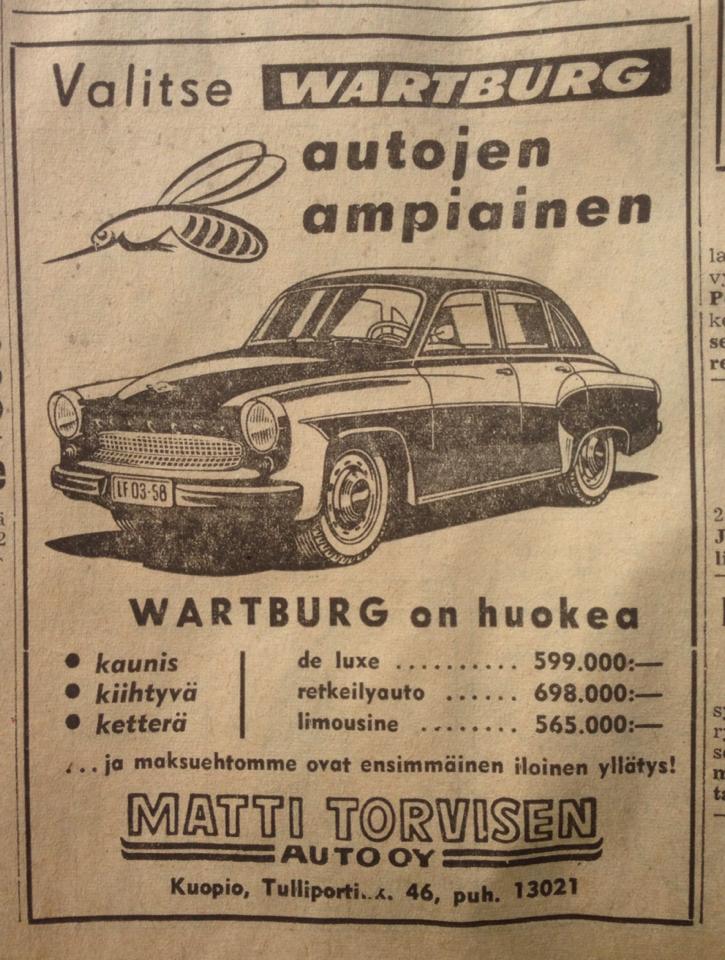 Valitse WARTBURG
autojen
ampiainen
LF 03-58
WARTBURG on huokea
• kaunis
• kiihtyvä
• ketterä
de luxe .......... 599.000:—
retkeilyauto ...... 698.000:—
limousine ........ 565.000:—
...ja maksuehtomme ovat ensimmäinen iloinen yllätys!
MATTI TORVISEN
AUTO OY
Kuopio, 46, puh. 13021